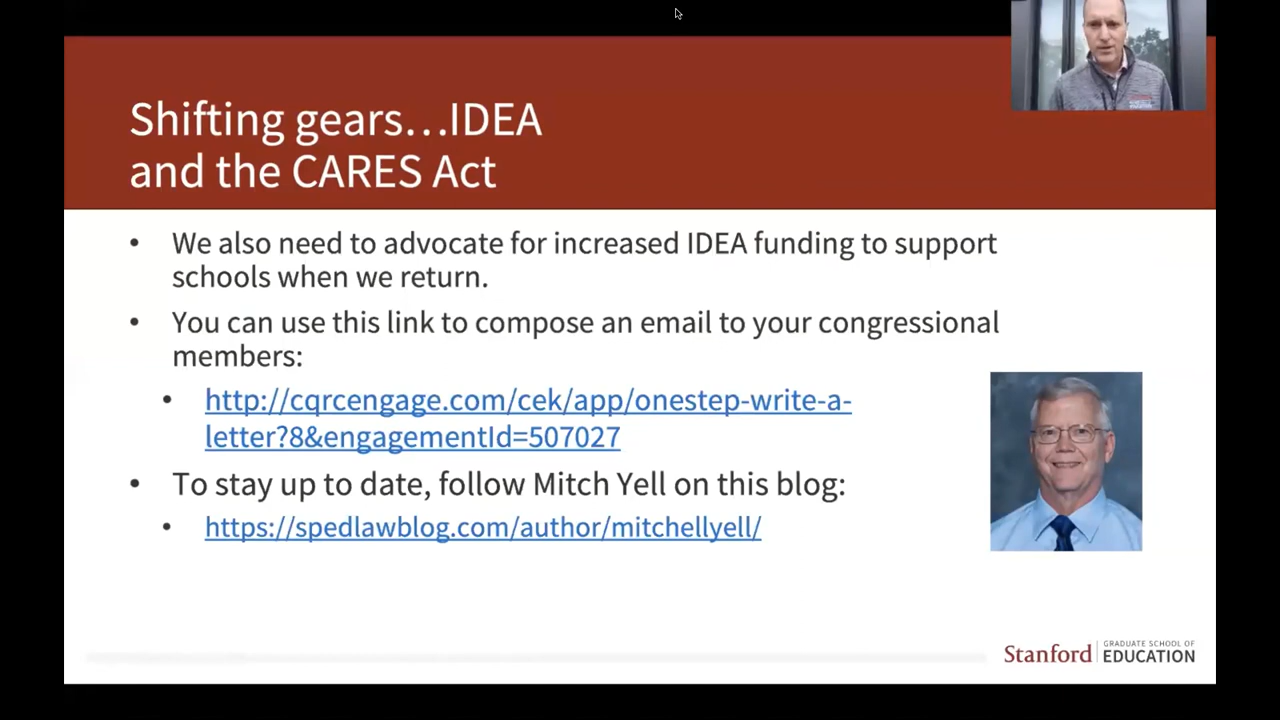 Shifting gears…IDEA
and the CARES Act
• We also need to advocate for increased IDEA funding to support
schools when we return.
• You can use this link to compose an email to your congressional
members:
• http://cqrcengage.com/cek/app/onestep-write-a-
letter?8&engagementId=507027
• To stay up to date, follow Mitch Yell on this blog:
• https://spedlawblog.com/author/mitchellyell/
Stanford
GRADUATE SCHOOL OF
EDUCATION